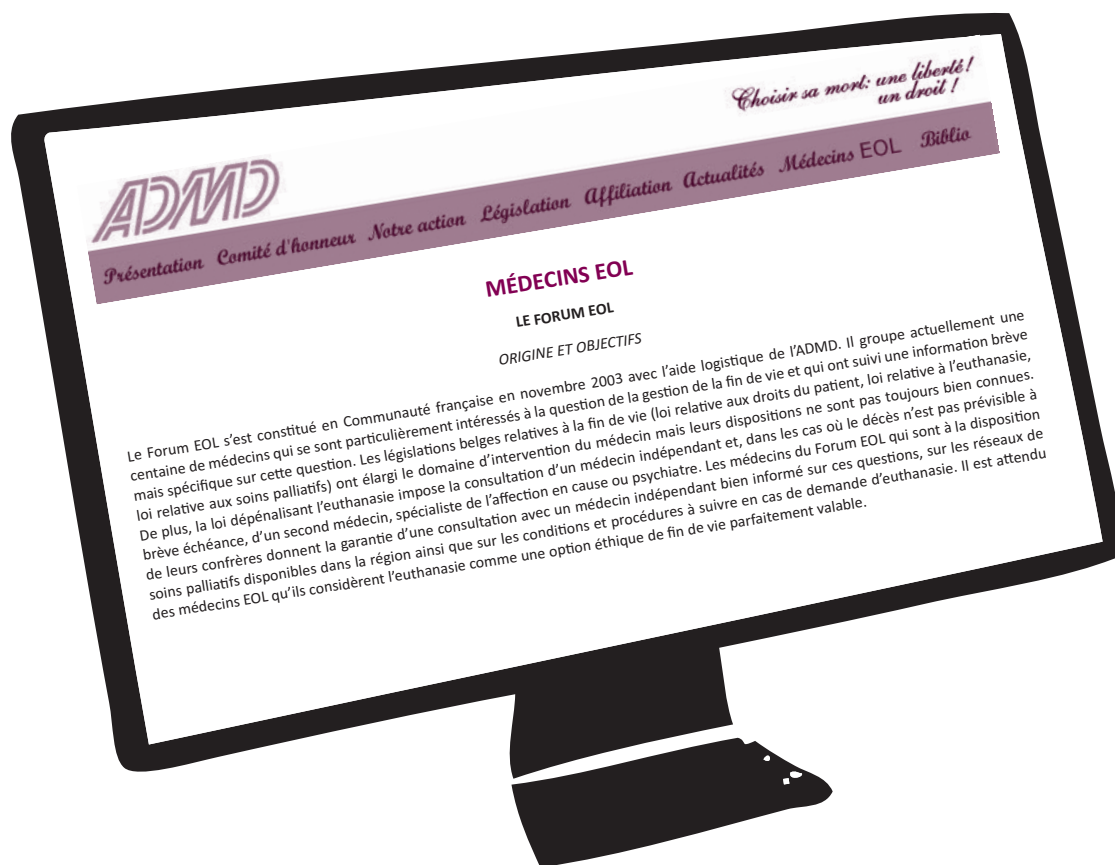 Choisir sa mort: une liberté!
un droit !
ADMD
Présentation Comité d'honneur Notre action Législation Affiliation Actualités Médecins EOL Biblio
MÉDECINS EOL
LE FORUM EOL
ORIGINE ET OBJECTIFS
Le Forum EOL s’est constitué en Communauté française en novembre 2003 avec l’aide logistique de l’ADMD. Il groupe actuellement une
centaine de médecins qui se sont particulièrement intéressés à la question de la gestion de la fin de vie et qui ont suivi une information brève
mais spécifique sur cette question. Les législations belges relatives à la fin de vie (loi relative aux droits du patient, loi relative à l’euthanasie,
loi relative aux soins palliatifs) ont élargi le domaine d’intervention du médecin mais leurs dispositions ne sont pas toujours bien connues.
De plus, la loi dépénalisant l’euthanasie impose la consultation d’un médecin indépendant et, dans les cas où le décès n’est pas prévisible à
brève échéance, d’un second médecin, spécialiste de l’affection en cause ou psychiatre. Les médecins du Forum EOL qui sont à la disposition
de leurs confrères donnent la garantie d’une consultation avec un médecin indépendant bien informé sur ces questions, sur les réseaux de
soins palliatifs disponibles dans la région ainsi que sur les conditions et procédures à suivre en cas de demande d’euthanasie. Il est attendu
des médecins EOL qu’ils considèrent l’euthanasie comme une option éthique de fin de vie parfaitement valable.